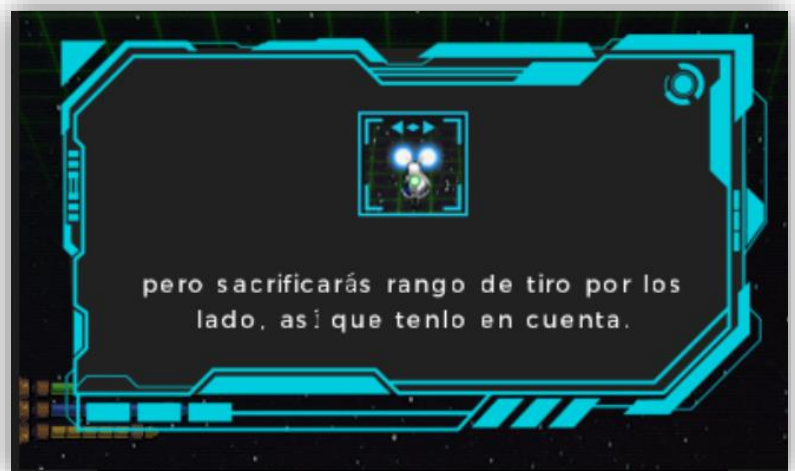 pero sacrificarás rango de tiro por los
lado, así que tenlo en cuenta.